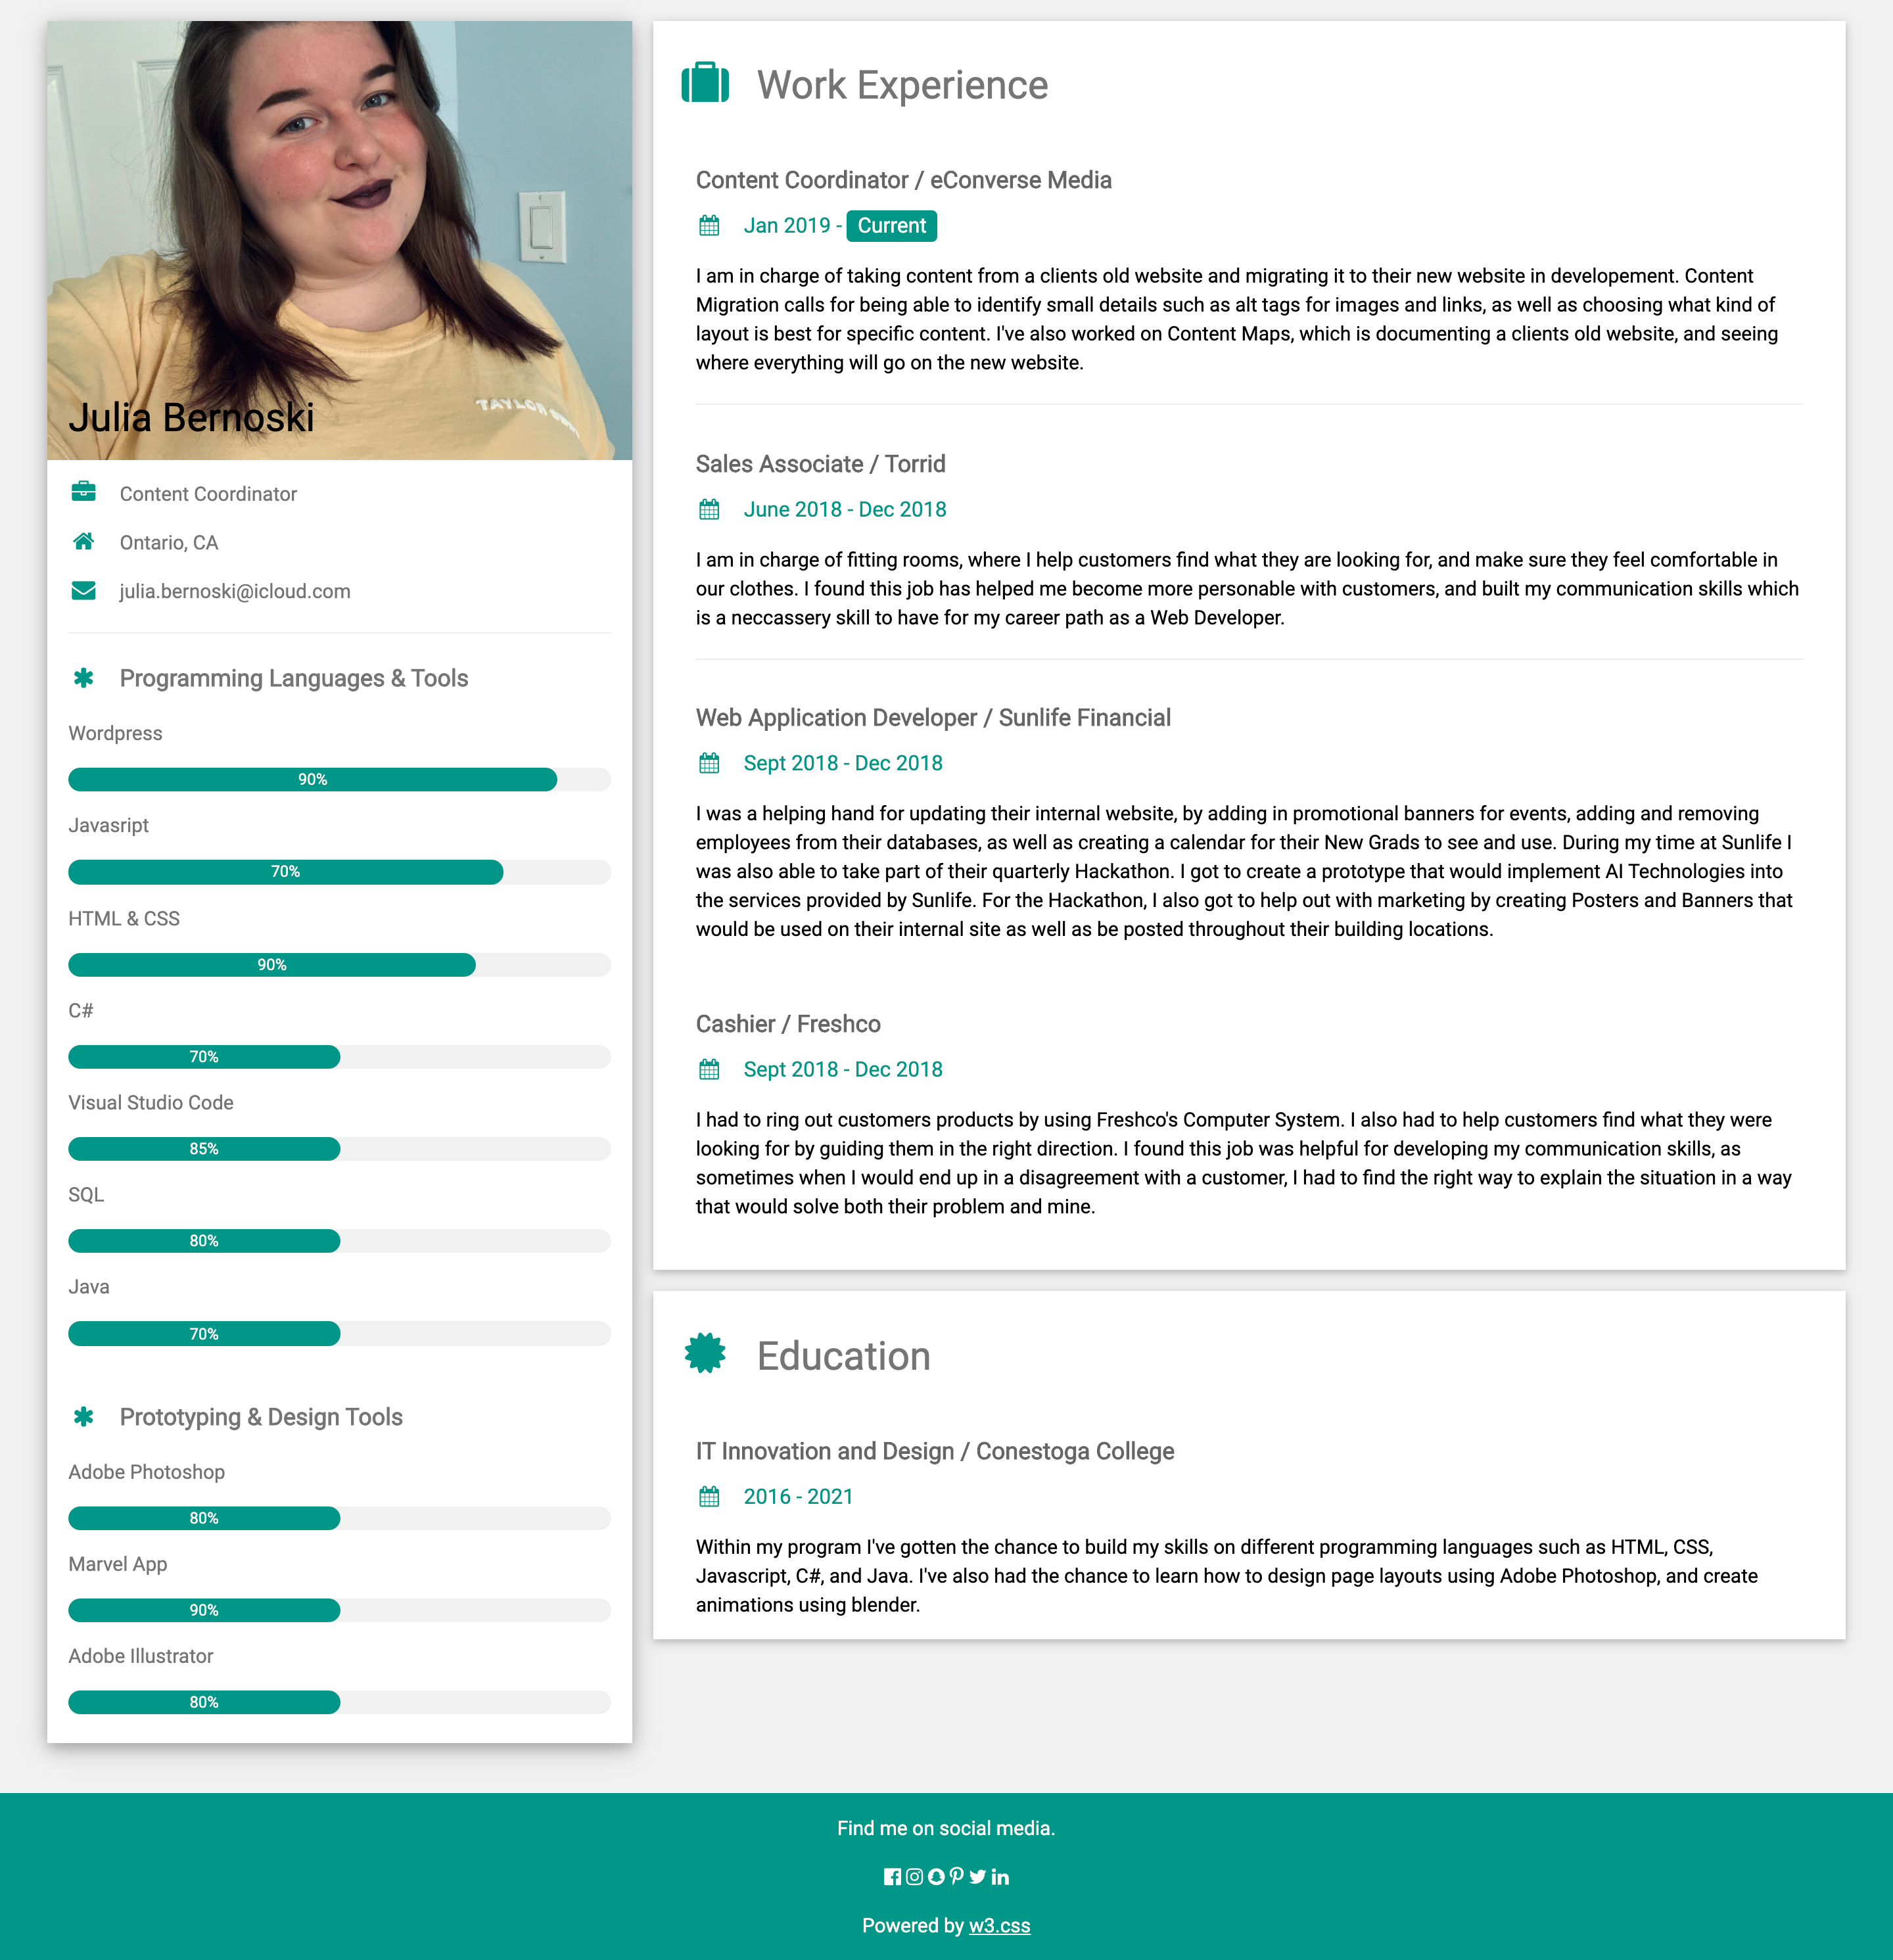 TAYLOR
Julia Bernoski
Content Coordinator
Ontario, CA
julia.bernoski@icloud.com
Programming Languages & Tools
Wordpress
90%
Javasript
70%
HTML & CSS
90%
C#
70%
Visual Studio Code
85%
SQL
80%
Java
70%
Prototyping & Design Tools
Adobe Photoshop
80%
Marvel App
90%
Adobe Illustrator
80%
Work Experience
Content Coordinator / eConverse Media
Jan 2019 - Current
I am in charge of taking content from a clients old website and migrating it to their new website in developement. Content
Migration calls for being able to identify small details such as alt tags for images and links, as well as choosing what kind of
layout is best for specific content. I've also worked on Content Maps, which is documenting a clients old website, and seeing
where everything will go on the new website.
Sales Associate / Torrid
June 2018 - Dec 2018
I am in charge of fitting rooms, where I help customers find what they are looking for, and make sure they feel comfortable in
our clothes. I found this job has helped me become more personable with customers, and built my communication skills which
is a neccassery skill to have for my career path as a Web Developer.
Web Application Developer / Sunlife Financial
Sept 2018 - Dec 2018
I was a helping hand for updating their internal website, by adding in promotional banners for events, adding and removing
employees from their databases, as well as creating a calendar for their New Grads to see and use. During my time at Sunlife I
was also able to take part of their quarterly Hackathon. I got to create a prototype that would implement AI Technologies into
the services provided by Sunlife. For the Hackathon, I also got to help out with marketing by creating Posters and Banners that
would be used on their internal site as well as be posted throughout their building locations.
Cashier / Freshco
Sept 2018 - Dec 2018
I had to ring out customers products by using Freshco's Computer System. I also had to help customers find what they were
looking for by guiding them in the right direction. I found this job was helpful for developing my communication skills, as
sometimes when I would end up in a disagreement with a customer, I had to find the right way to explain the situation in a way
that would solve both their problem and mine.
Education
IT Innovation and Design / Conestoga College
2016 - 2021
Within my program I've gotten the chance to build my skills on different programming languages such as HTML, CSS,
Javascript, C#, and Java. I've also had the chance to learn how to design page layouts using Adobe Photoshop, and create
animations using blender.
Find me on social media.
Powered by w3.css